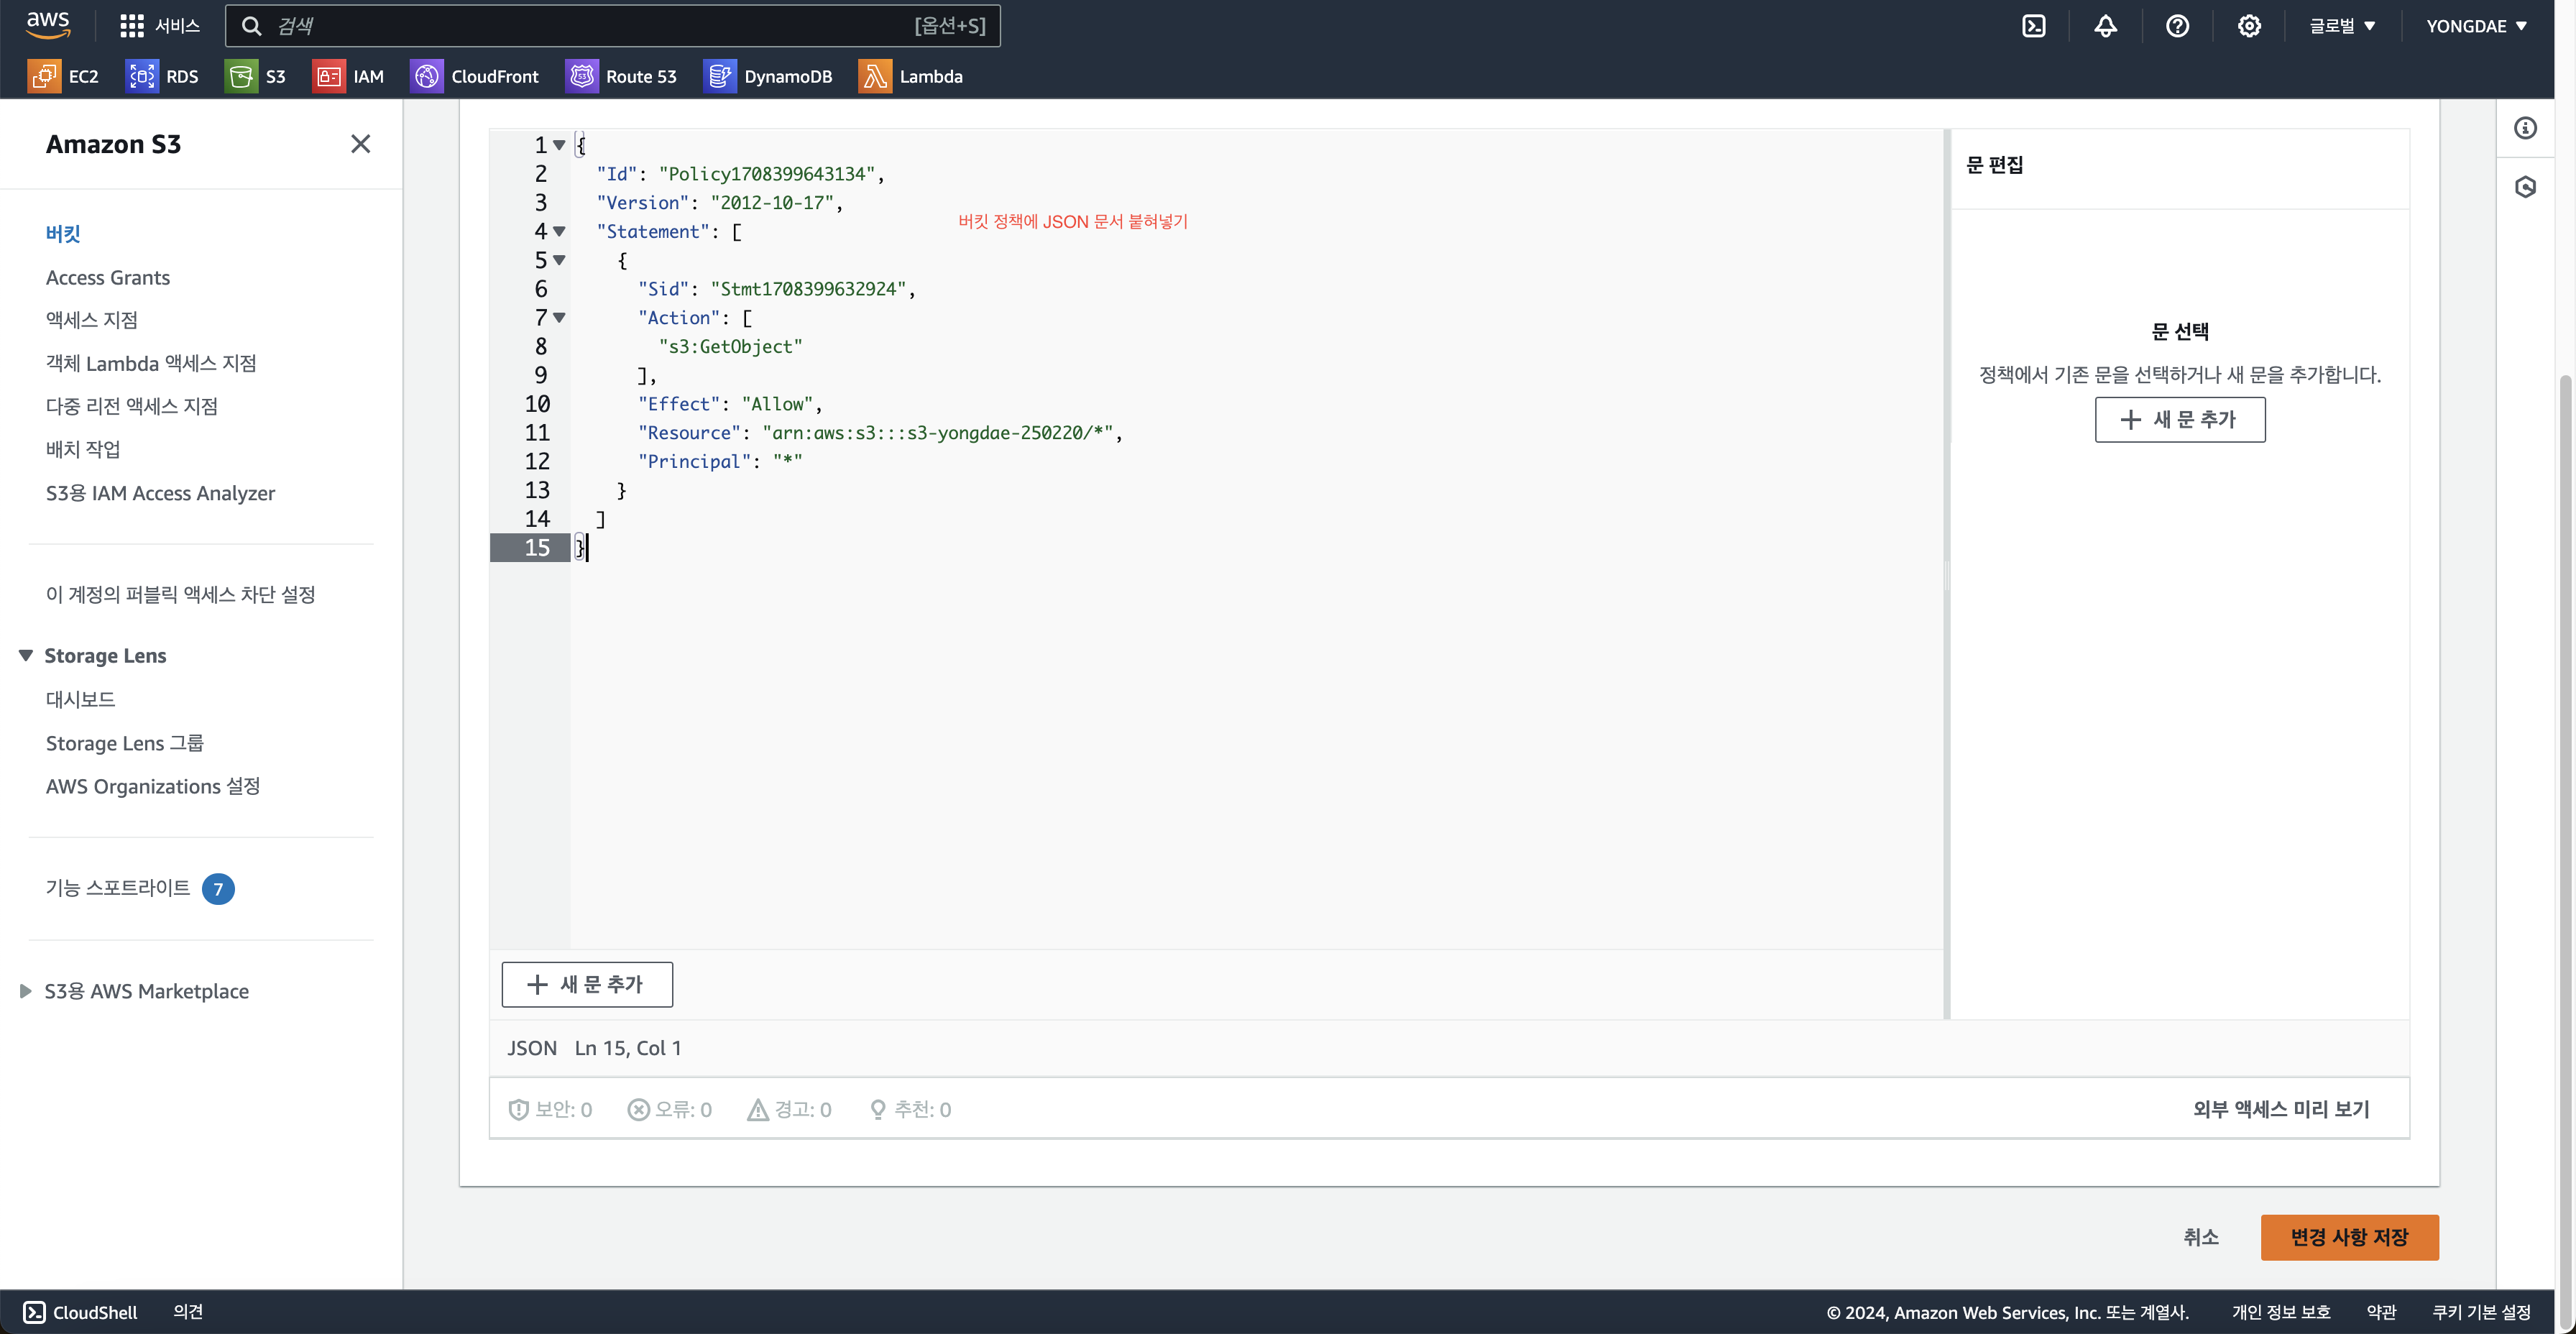 aws
서비스
검색
[옵션+S]
글로벌
YONGDAE
EC2
RDS
S3
IAM
CloudFront
Route 53
DynamoDB
Lambda
Amazon S3
버킷
Access Grants
액세스 지점
객체 Lambda 액세스 지점
다중 리전 액세스 지점
배치 작업
S3용 IAM Access Analyzer
이 계정의 퍼블릭 액세스 차단 설정
Storage Lens
대시보드
Storage Lens 그룹
AWS Organizations 설정
기능 스포트라이트 7
S3용 AWS Marketplace
1 {
2 "Id": "Policy1708399643134",
3 "Version": "2012-10-17",
버킷 정책에 JSON 문서 붙혀넣기
4 "Statement": [
5 {
6 "Sid": "Stmt1708399632924",
7 "Action": [
8 "s3:GetObject"
9 ],
10 "Effect": "Allow",
11 "Resource": "arn:aws:s3:::s3-yongdae-250220/*",
12 "Principal": "*"
13 }
14 ]
15 }
새 문 추가
JSON Ln 15, Col 1
보안: 0
오류: 0
경고: 0
추천: 0
외부 액세스 미리 보기
문 편집
문 선택
정책에서 기존 문을 선택하거나 새 문을 추가합니다.
새 문 추가
취소
변경 사항 저장
CloudShell
의견
© 2024, Amazon Web Services, Inc. 또는 계열사.
개인 정보 보호
약관
쿠키 기본 설정